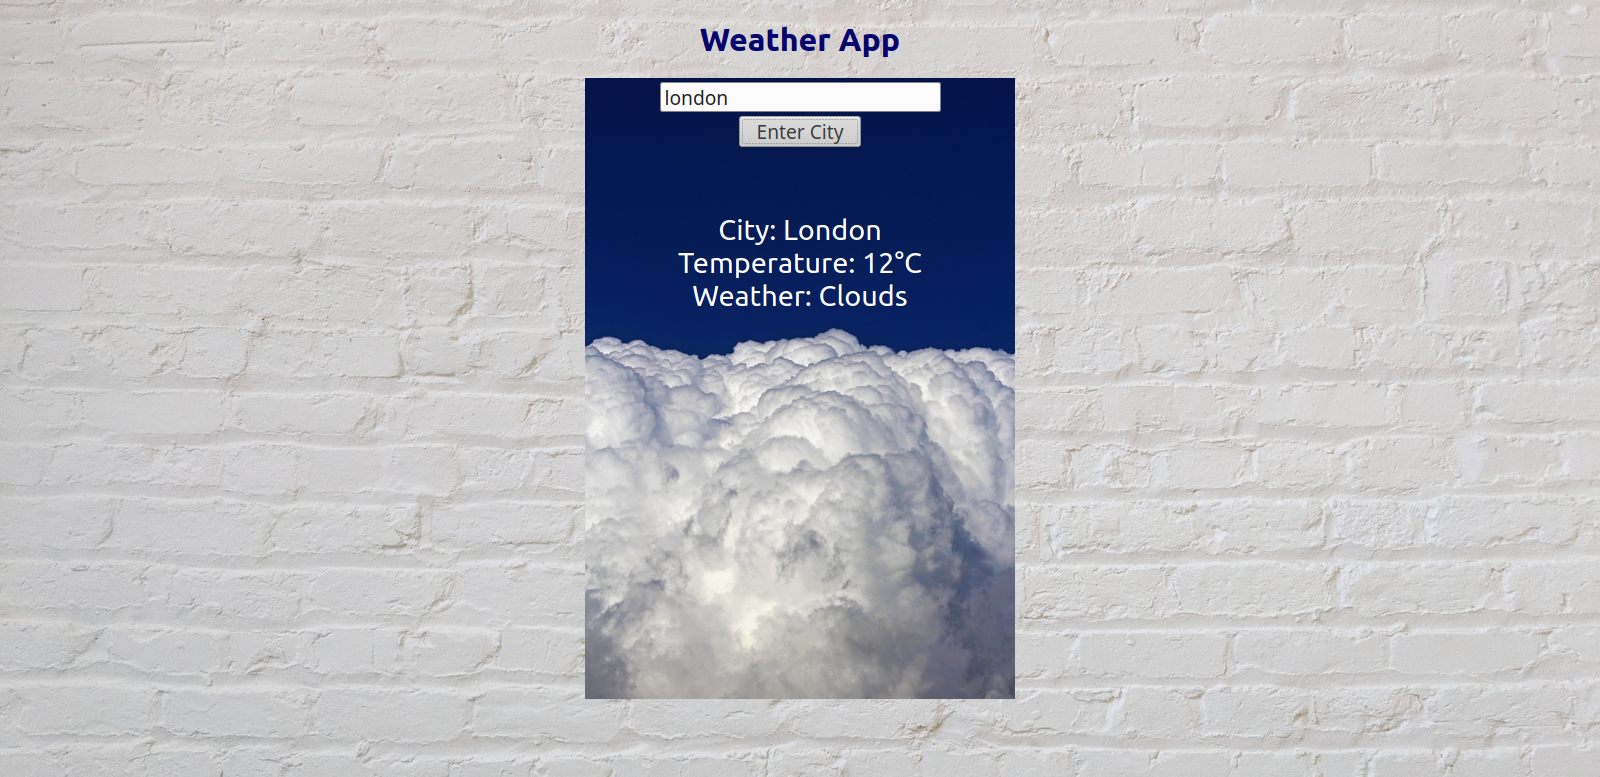 Weather App
london
Enter City
City: London
Temperature: 12°C
Weather: Clouds